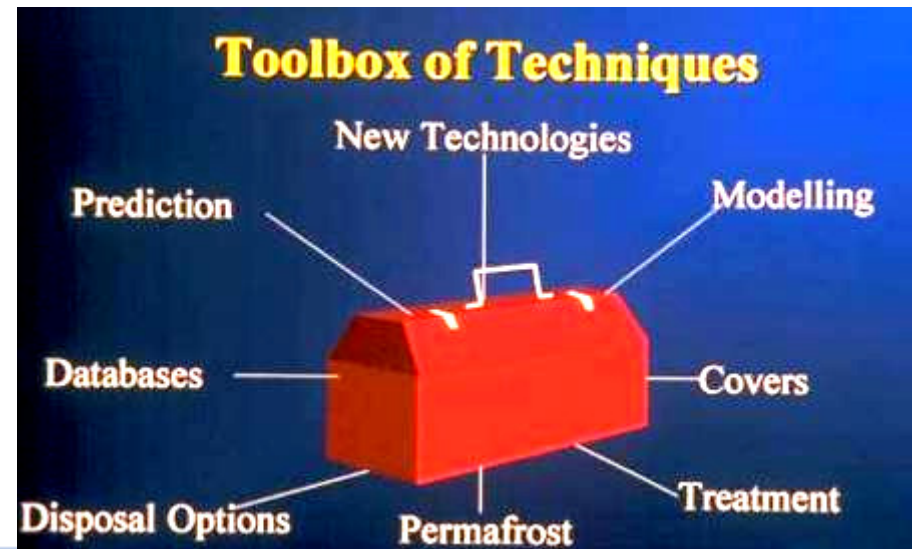 Toolbox of Techniques
New Technologies
Prediction
Modelling
Databases
Covers
Disposal Options
Permafrost
Treatment